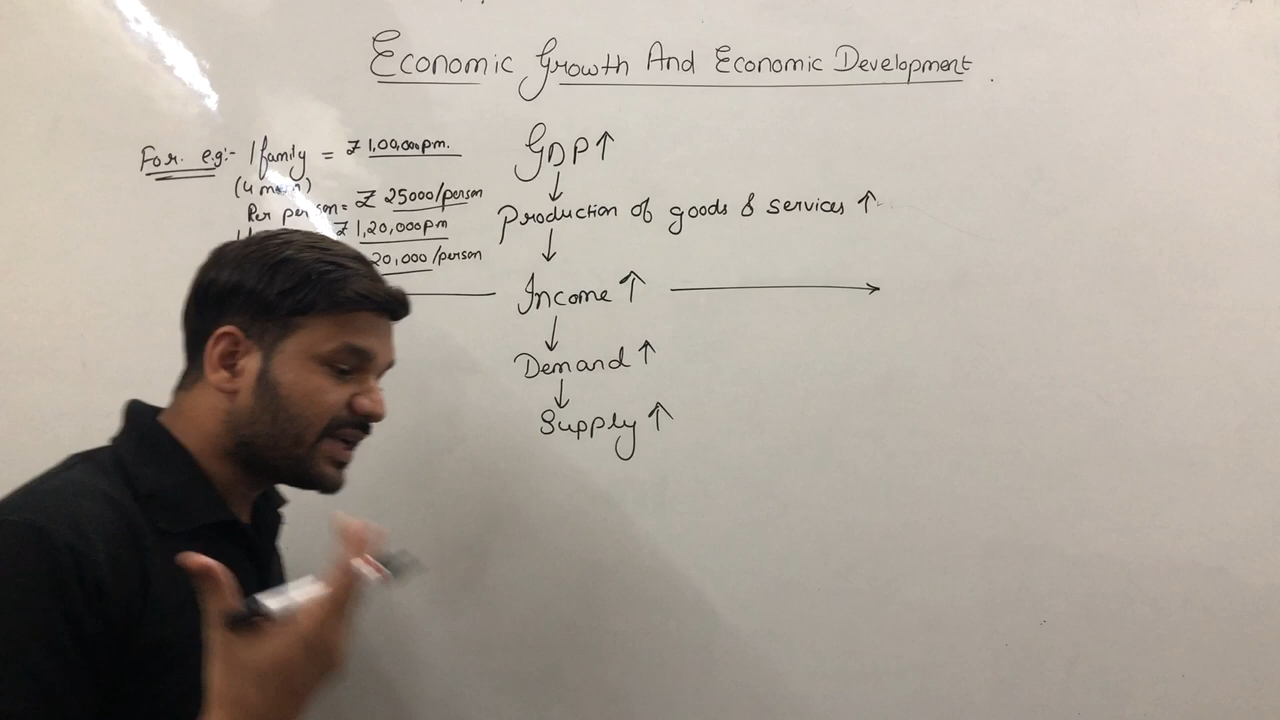 Economic Growth And Economic Development
For. e.g:- 1 family = ₹ 1,00,000pm.
(4 mem)
Per person = ₹ 25000/person
₹ 1,20,000pm
20,000/person
GDP↑
↓
Production of goods & services ↑
↓
Income ↑ →
↓
Demand ↑
↓
Supply ↑